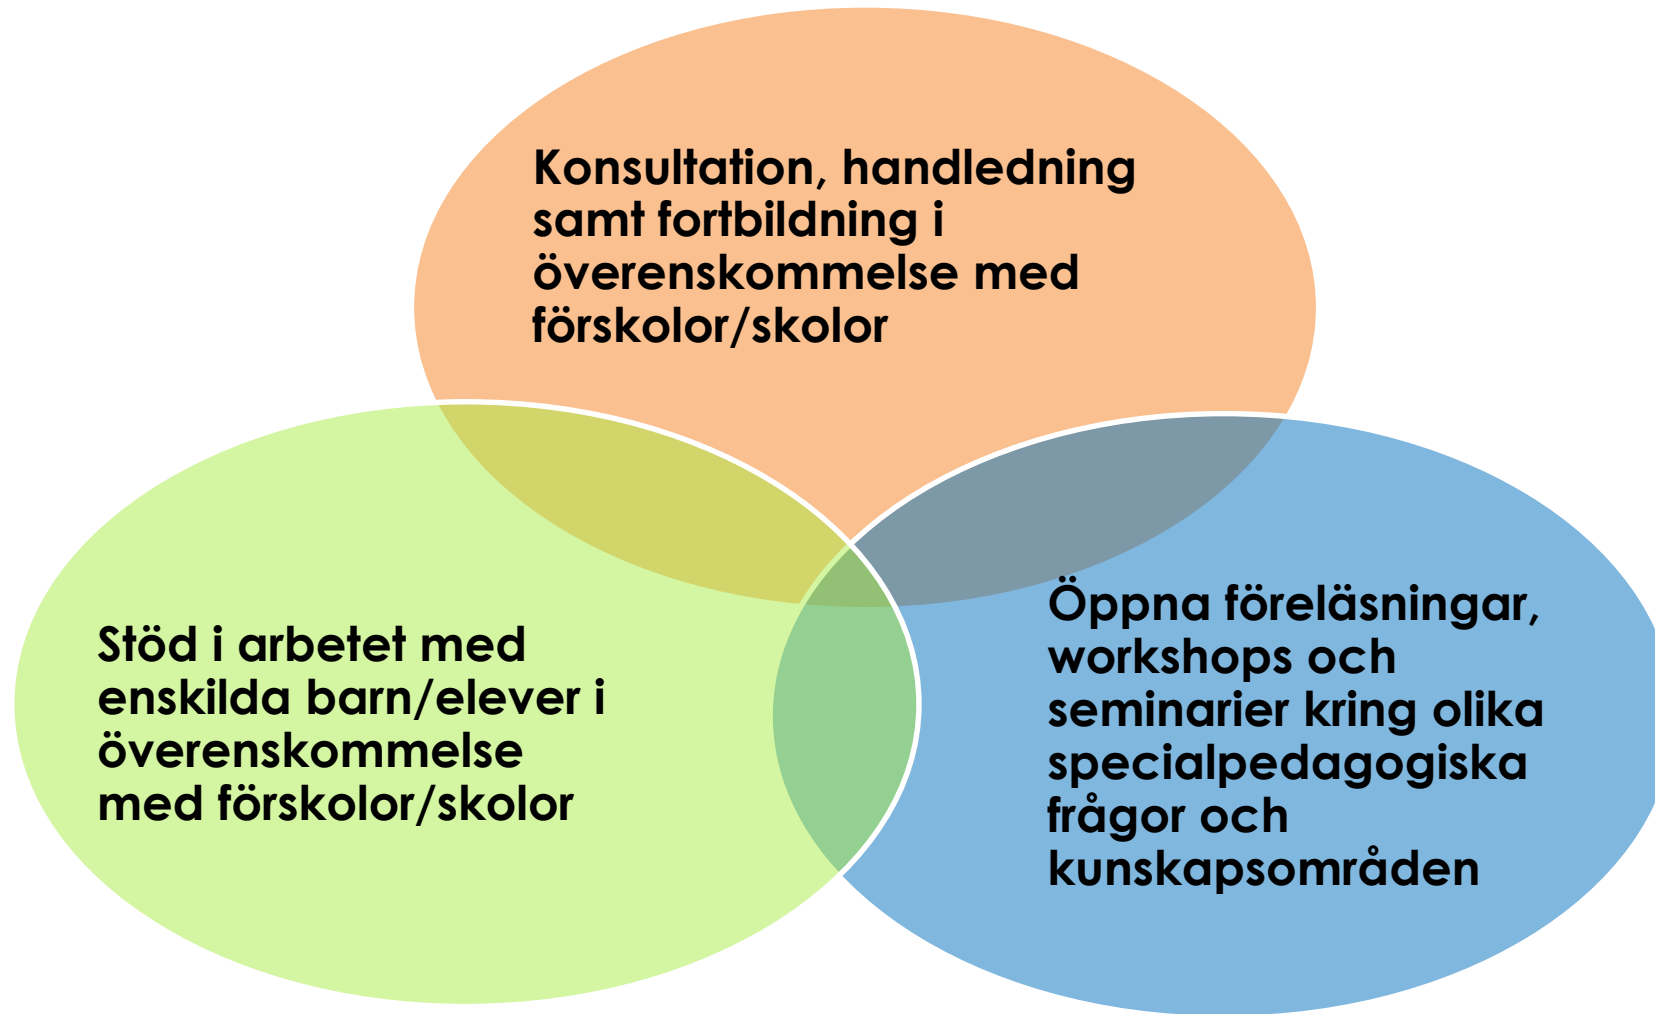 Konsultation, handledning
samt fortbildning i
överenskommelse med
förskolor/skolor
Stöd i arbetet med
enskilda barn/elever i
överenskommelse
med förskolor/skolor
Öppna föreläsningar,
workshops och
seminarier kring olika
specialpedagogiska
frågor och
kunskapsområden